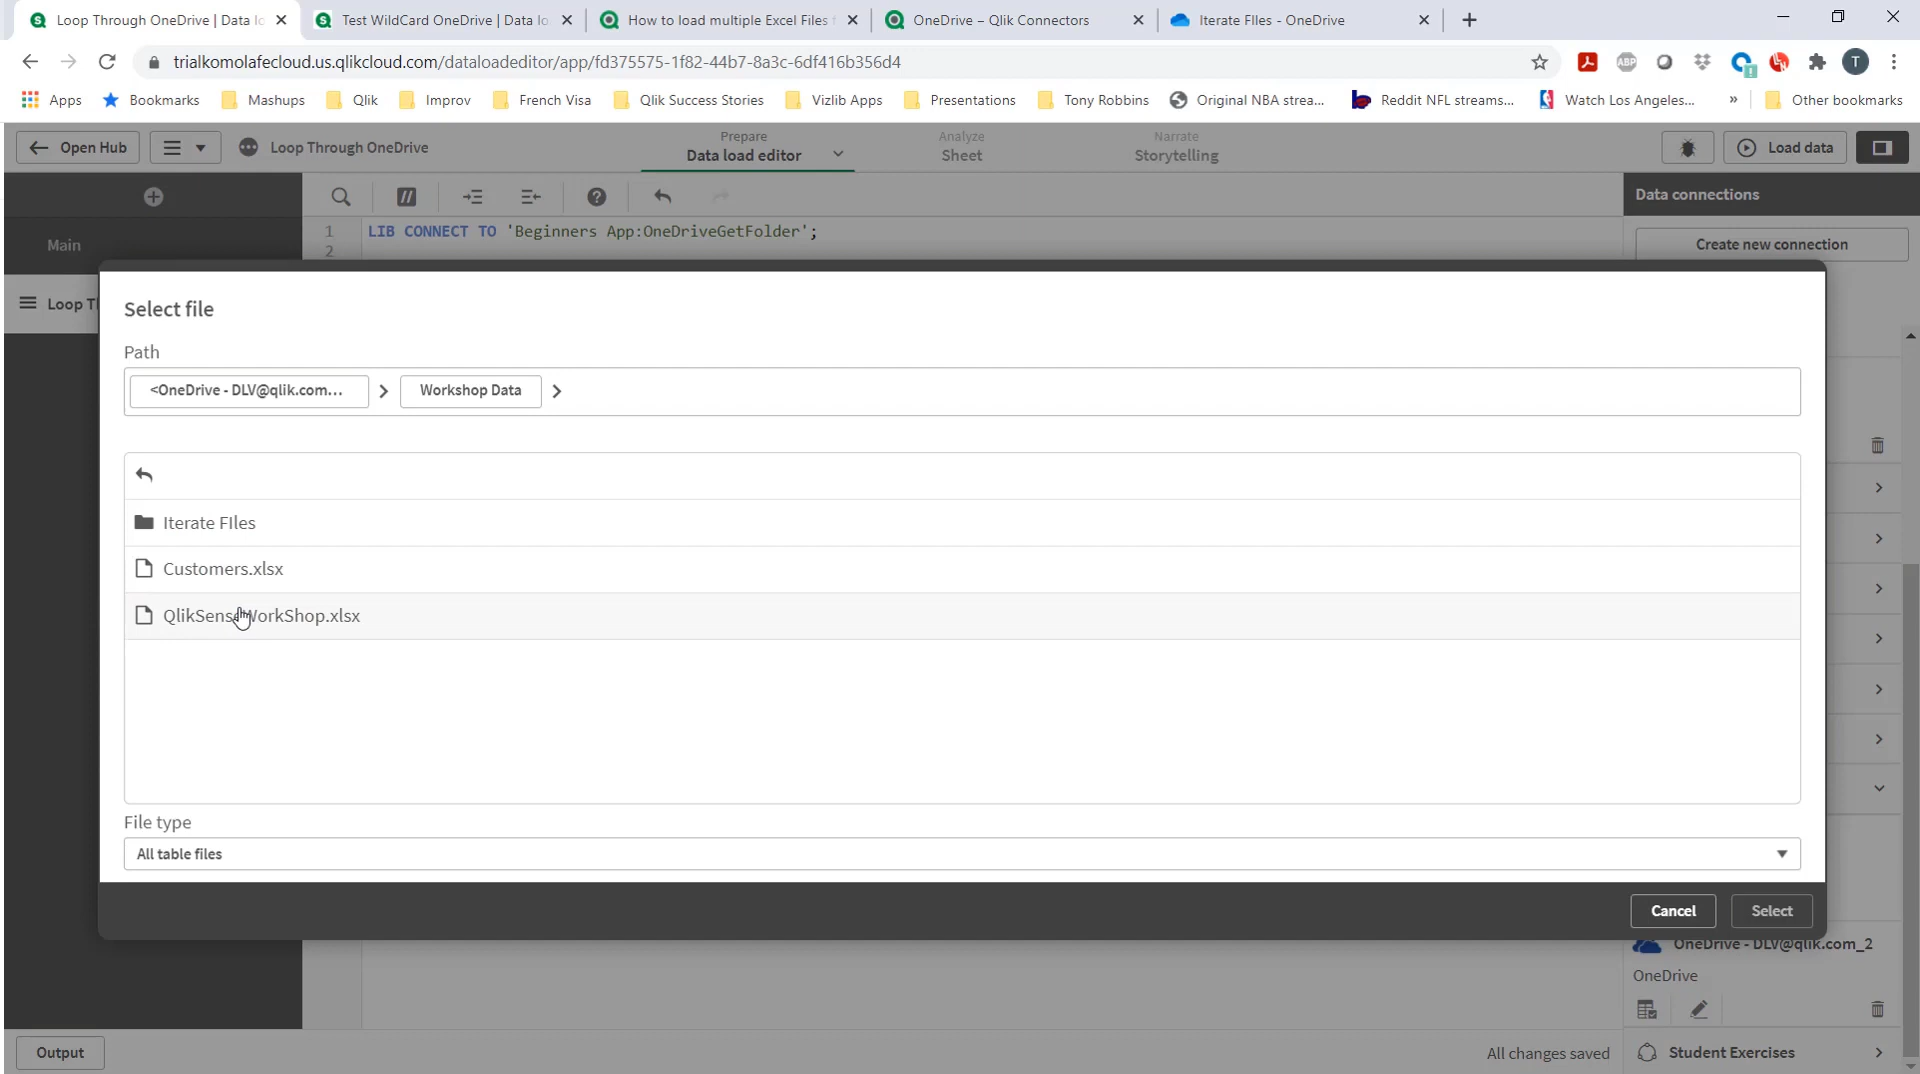 Loop Through OneDrive | Data lo
Test WildCard OneDrive | Data lo
How to load multiple Excel Files f
OneDrive – Qlik Connectors
Iterate FIles - OneDrive
trialkomolafecloud.us.qlikcloud.com/dataloadeditor/app/fd375575-1f82-44b7-8a3c-6df416b356d4
ABP
T
Apps
Bookmarks
Mashups
Qlik
Improv
French Visa
Qlik Success Stories
Vizlib Apps
Presentations
Tony Robbins
Original NBA strea...
Reddit NFL streams...
Watch Los Angeles...
»
Other bookmarks
Open Hub
Loop Through OneDrive
Prepare
Data load editor
Analyze
Sheet
Narrate
Storytelling
Load data
Data connections
Main
1 LIB CONNECT TO 'Beginners App:OneDriveGetFolder';
2
Create new connection
Loop Th
Select file
Path
<OneDrive - DLV@qlik.com...
Workshop Data
Iterate FIles
Customers.xlsx
QlikSenseWorkShop.xlsx
File type
All table files
Cancel
Select
OneDrive - DLV@qlik.com_2
OneDrive
Output
All changes saved
Student Exercises